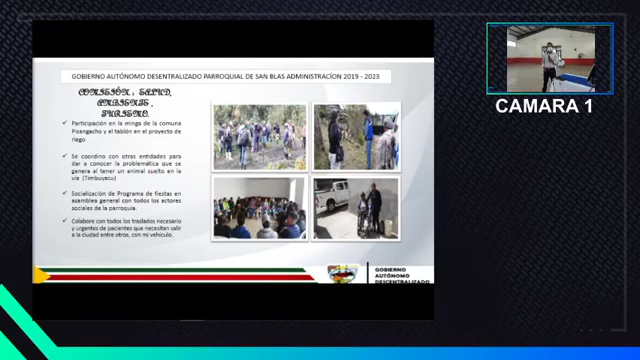 GOBIERNO AUTÓNOMO DESENTRALIZADO PARROQUIAL DE SAN BLAS ADMINISTRACÍON 2019 - 2023
COMISIÓN : SALUD,
AMBIENTE ,
TURISMO.
✓ Participación en la minga de la comuna
Pisangacho y el tablón en el proyecto de
riego
✓ Se coordino con otras entidades para
dar a conocer la problemática que se
genera al tener un animal suelto en la
vía (Timbuyacu)
✓ Socialización de Programa de fiestas en
asamblea general con todos los actores
sociales de la parroquia.
✓ Colabore con todos los traslados necesario
y urgentes de pacientes que necesitan salir
a la ciudad entre otros, con mi vehículo.
GOBIERNO
AUTÓNOMO
DESCENTRALIZADO
CAMARA 1